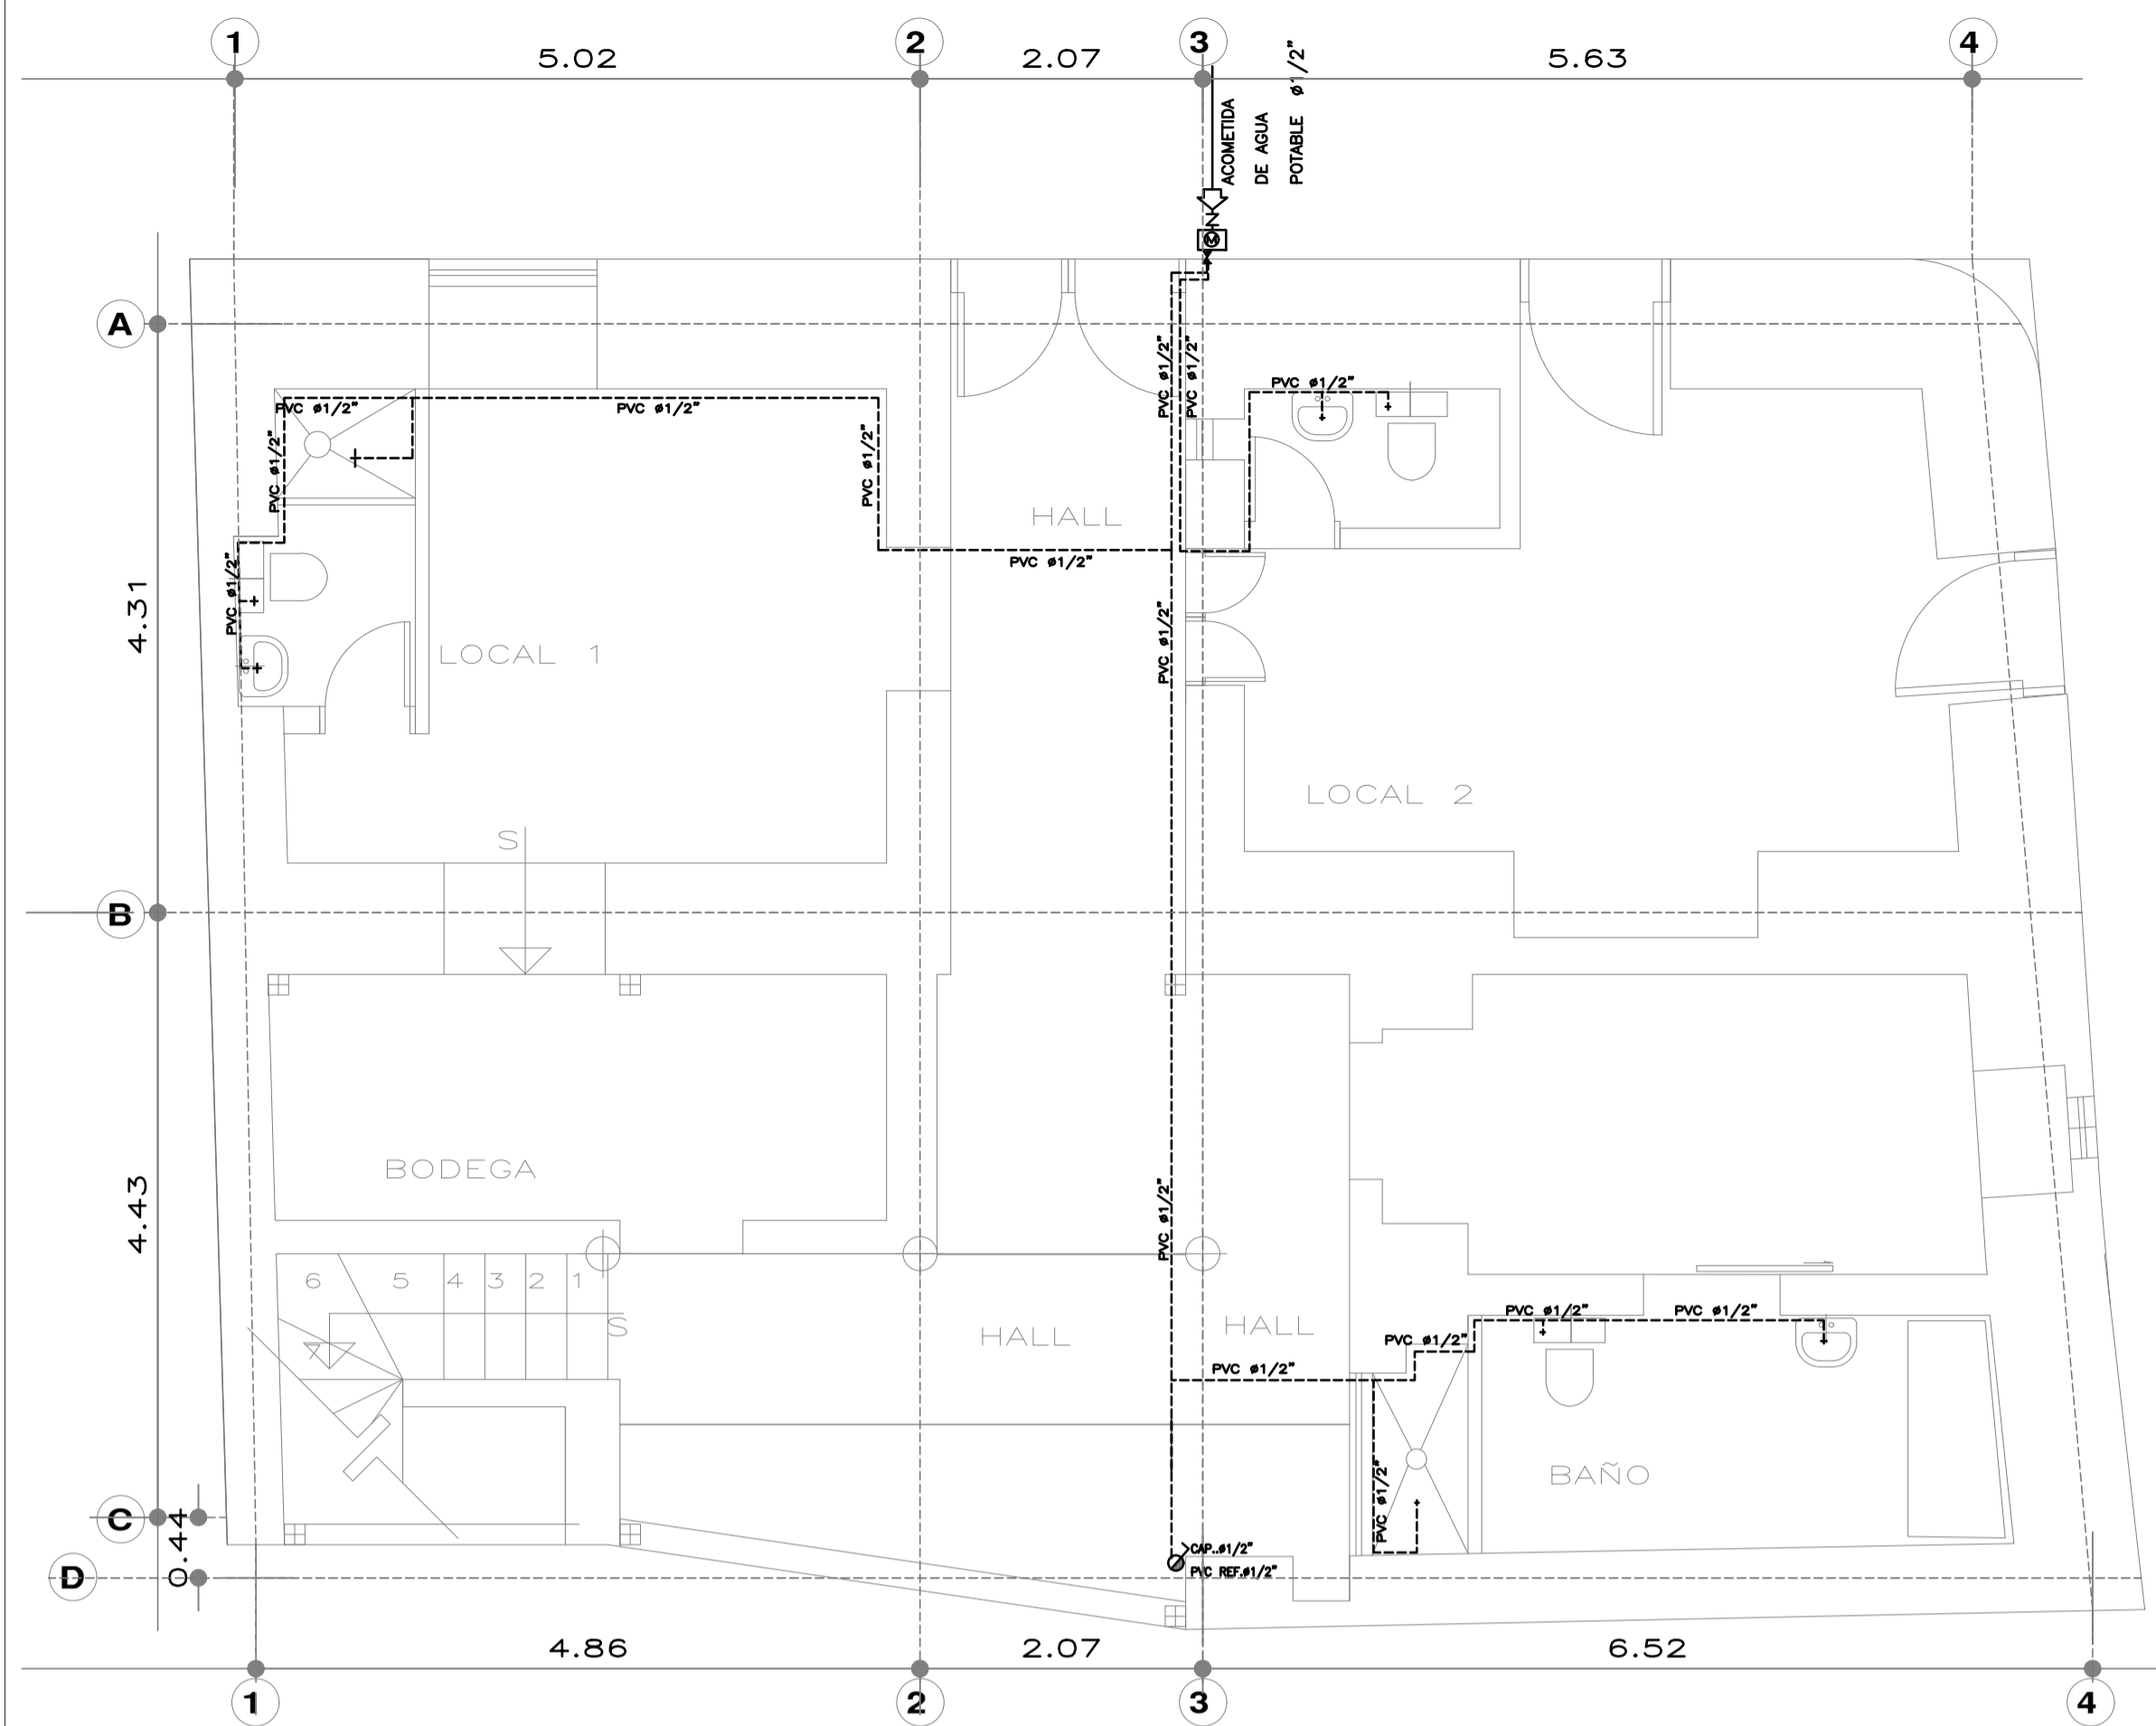 1
2
3
4
5.02
2.07
5.63
ACOMETIDA
DE AGUA
POTABLE ø1/2"
M
A
PVC ø1/2"
PVC ø1/2"
PVC ø1/2"
PVC ø1/2"
PVC ø1/2"
PVC ø1/2"
PVC ø1/2"
HALL
PVC ø1/2"
PVC ø1/2"
4.31
PVC ø1/2"
LOCAL 1
LOCAL 2
S
B
BODEGA
4.43
PVC ø1/2"
6
5
4
3
2
1
S
7
HALL
HALL
PVC ø1/2"
PVC ø1/2"
PVC ø1/2"
PVC ø1/2"
BAÑO
PVC ø1/2"
C
0.44
CAP..ø1/2"
PVC REF.ø1/2"
D
4.86
2.07
6.52
1
2
3
4